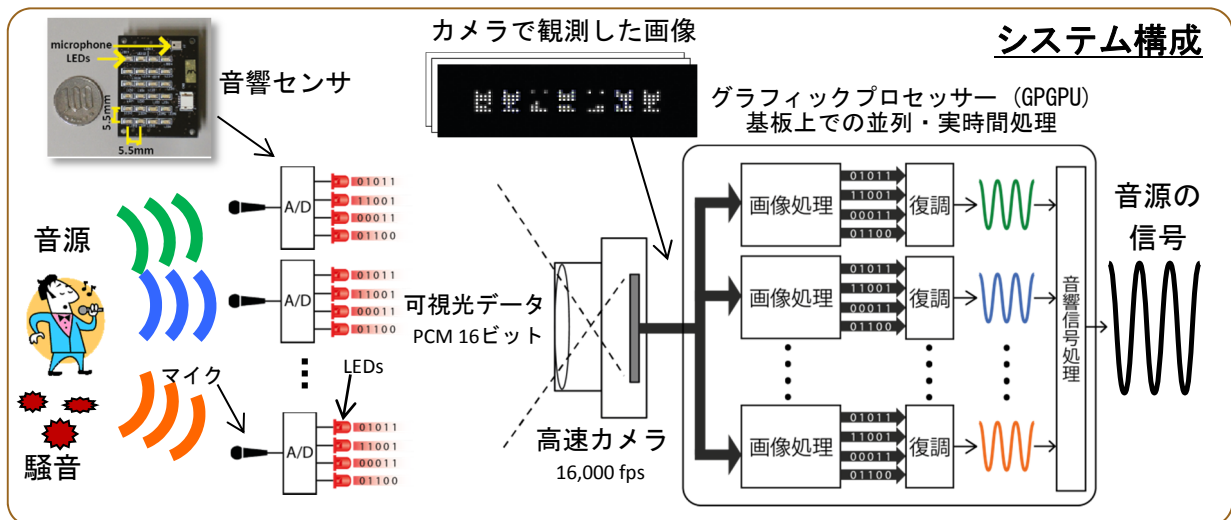 システム構成
microphone
LEDs
5.5mm
5.5mm
音響センサ
カメラで観測した画像
グラフィックプロセッサー (GPGPU)
基板上での並列・実時間処理
音源
騒音
マイク
A/D
01011
11001
00011
01100
A/D
01011
11001
00011
01100
LEDs
A/D
01011
11001
00011
01100
可視光データ
PCM 16ビット
高速カメラ
16,000 fps
画像処理
01011
11001
00011
01100
復調
画像処理
01011
11001
00011
01100
復調
画像処理
01011
11001
00011
01100
復調
音響信号処理
音源の
信号